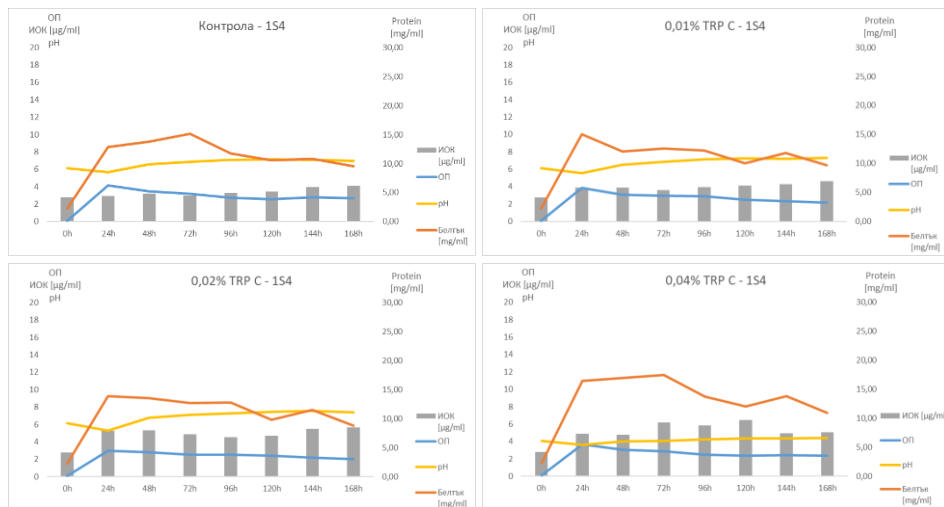 ОП
ИОК [µg/ml]
pH
Контрола - 1S4
Protein
[mg/ml]
20
18
16
14
12
10
8
6
4
2
0
30,00
25,00
20,00
15,00
10,00
5,00
0,00
0h 24h 48h 72h 96h 120h 144h 168h
ИОК
[µg/ml]
ОП
pH
Белтък
[mg/ml]
ОП
ИОК [µg/ml]
pH
0,01% TRP C - 1S4
Protein
[mg/ml]
20
18
16
14
12
10
8
6
4
2
0
30,00
25,00
20,00
15,00
10,00
5,00
0,00
0h 24h 48h 72h 96h 120h 144h 168h
ИОК
[µg/ml]
ОП
pH
Белтък
[mg/ml]
ОП
ИОК [µg/ml]
pH
0,02% TRP C - 1S4
Protein
[mg/ml]
20
18
16
14
12
10
8
6
4
2
0
30,00
25,00
20,00
15,00
10,00
5,00
0,00
0h 24h 48h 72h 96h 120h 144h 168h
ИОК
[µg/ml]
ОП
pH
Белтък
[mg/ml]
ОП
ИОК [µg/ml]
pH
0,04% TRP C - 1S4
Protein
[mg/ml]
20
18
16
14
12
10
8
6
4
2
0
30,00
25,00
20,00
15,00
10,00
5,00
0,00
0h 24h 48h 72h 96h 120h 144h 168h
ИОК [µg/ml]
ОП
pH
Белтък
[mg/ml]